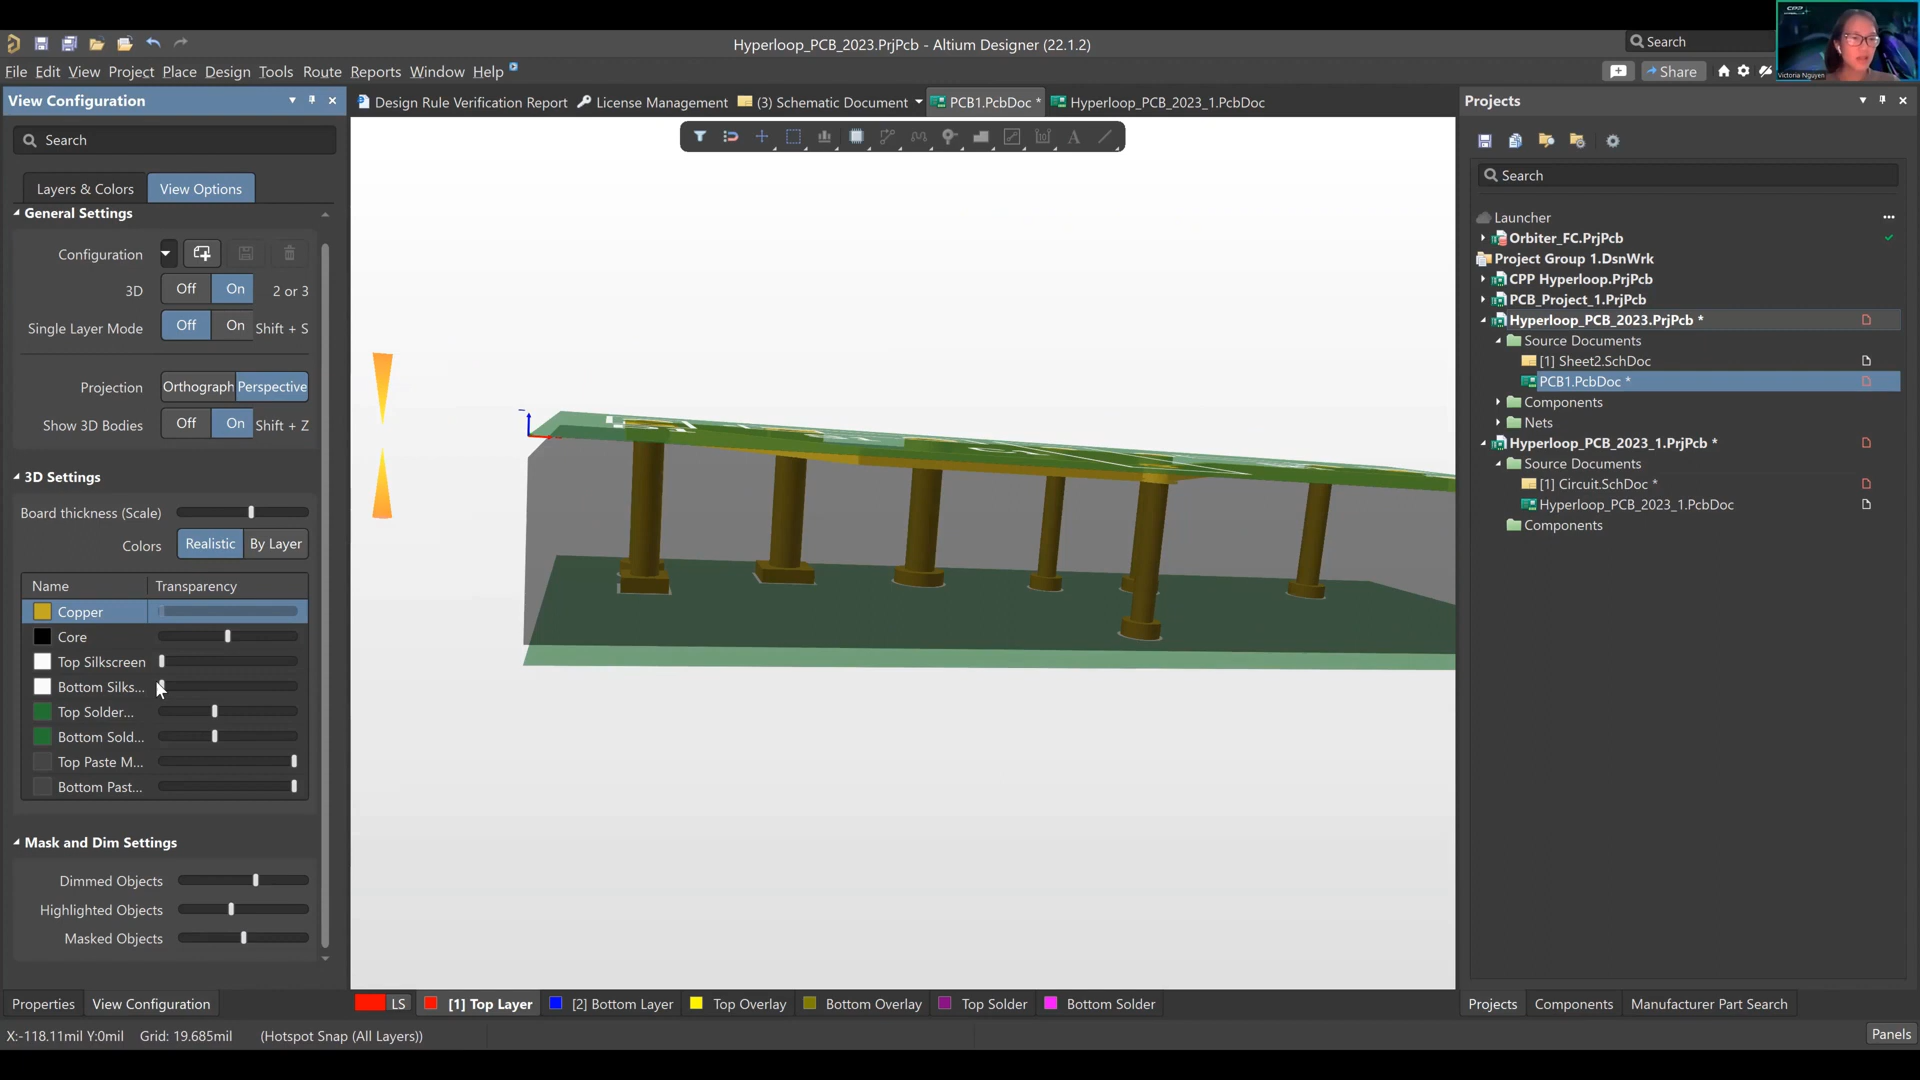 Hyperloop_PCB_2023.PrjPcb - Altium Designer (22.1.2)
Search
CPP
Victoria Nguyen
File Edit View Project Place Design Tools Route Reports Window Help
Share
View Configuration
Design Rule Verification Report
License Management
(3) Schematic Document
PCB1.PcbDoc *
Hyperloop_PCB_2023_1.PcbDoc
Projects
Search
Search
Layers & Colors
View Options
General Settings
Configuration
3D Off On 2 or 3
Single Layer Mode Off On Shift + S
Projection Orthograph Perspective
Show 3D Bodies Off On Shift + Z
3D Settings
Board thickness (Scale)
Colors Realistic By Layer
Name Transparency
Copper
Core
Top Silkscreen
Bottom Silks...
Top Solder...
Bottom Sold...
Top Paste M...
Bottom Past...
Mask and Dim Settings
Dimmed Objects
Highlighted Objects
Masked Objects
Launcher
Orbiter_FC.PrjPcb
Project Group 1.DsnWrk
CPP Hyperloop.PrjPcb
PCB_Project_1.PrjPcb
Hyperloop_PCB_2023.PrjPcb *
Source Documents
[1] Sheet2.SchDoc
PCB1.PcbDoc *
Components
Nets
Hyperloop_PCB_2023_1.PrjPcb *
Source Documents
[1] Circuit.SchDoc *
Hyperloop_PCB_2023_1.PcbDoc
Components
Properties View Configuration
LS [1] Top Layer [2] Bottom Layer Top Overlay Bottom Overlay Top Solder Bottom Solder
Projects Components Manufacturer Part Search
X:-118.11mil Y:0mil Grid: 19.685mil (Hotspot Snap (All Layers))
Panels